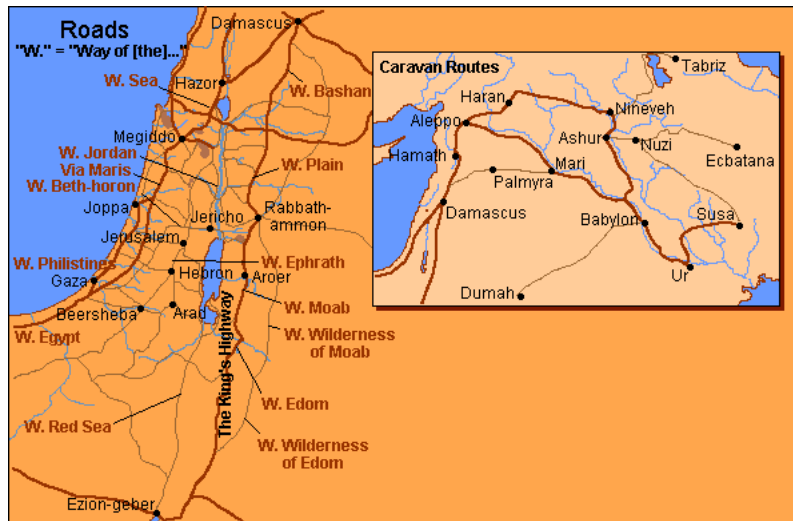 Roads
"W." = "Way of [the]..."
Damascus
W. Sea
Hazor
W. Bashan
Megiddo
W. Jordan
Via Maris
W. Beth-horon
W. Plain
Joppa
Jericho
Rabbath-
ammon
Jerusalem
W. Philistines
W. Ephrath
Gaza
Hebron
Aroer
Beersheba
Arad
W. Moab
W. Egypt
W. Wilderness
of Moab
The King's Highway
W. Edom
W. Red Sea
W. Wilderness
of Edom
Ezion-geber
Caravan Routes
Tabriz
Haran
Nineveh
Aleppo
Ashur
Nuzi
Hamath
Mari
Ecbatana
Palmyra
Damascus
Babylon
Susa
Ur
Dumah